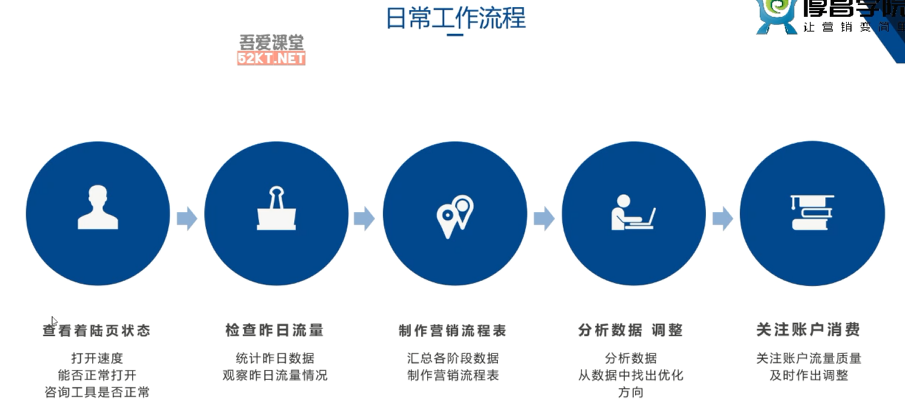 日常工作流程
吾爱课堂
52KT.NET
厚昌学院
让营销变简单
查看着陆页状态
打开速度
能否正常打开
咨询工具是否正常
检查昨日流量
统计昨日数据
观察昨日流量情况
制作营销流程表
汇总各阶段数据
制作营销流程表
分析数据 调整
分析数据
从数据中找出优化
方向
关注账户消费
关注账户流量质量
及时作出调整